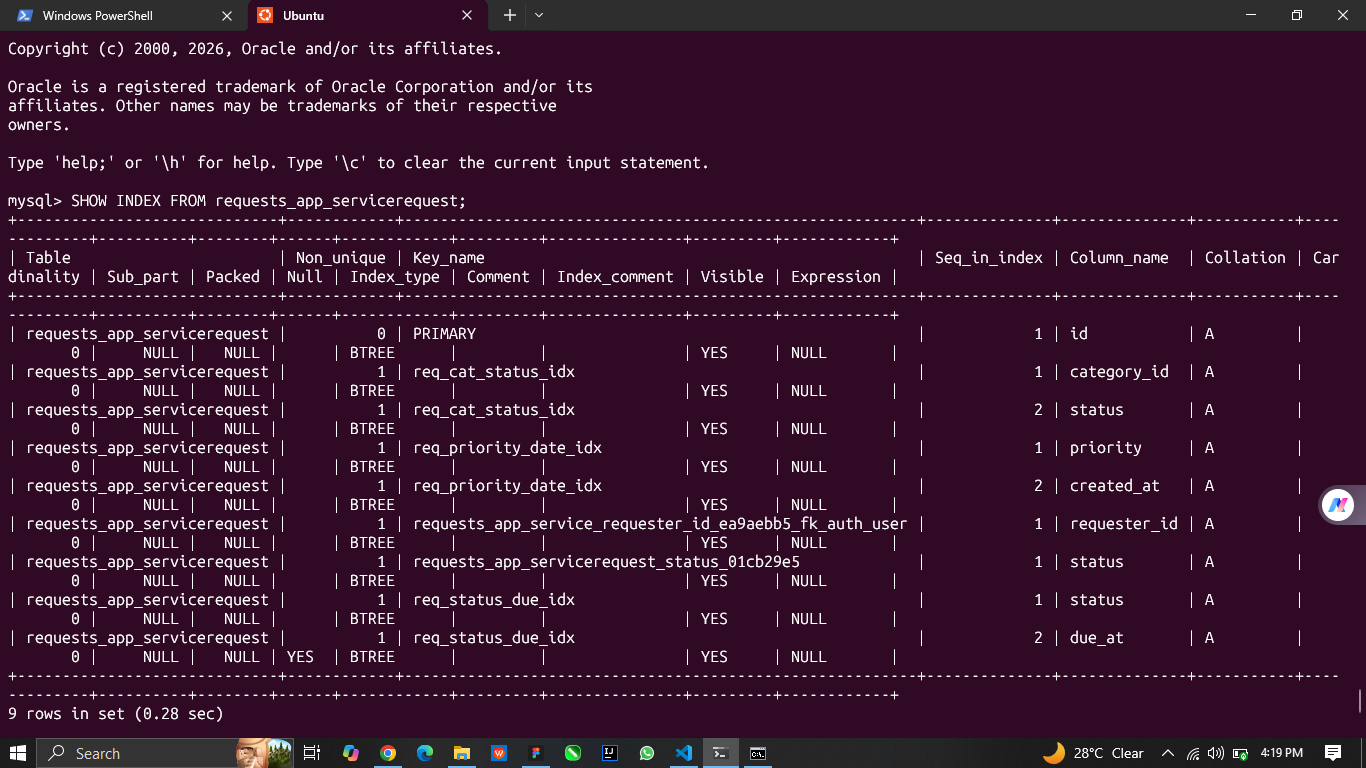 Windows PowerShell
Ubuntu
Copyright (c) 2000, 2026, Oracle and/or its affiliates.
Oracle is a registered trademark of Oracle Corporation and/or its
affiliates. Other names may be trademarks of their respective
owners.
Type 'help;' or '\h' for help. Type '\c' to clear the current input statement.
mysql> SHOW INDEX FROM requests_app_servicerequest;
+-----------------------------+------------+---------------------------------------------------------+--------------+--------------+-----------+----
---------+----------+--------+------+------------+---------+---------------+---------+------------+
| Table                       | Non_unique | Key_name                                                | Seq_in_index | Column_name  | Collation | Car
dinality | Sub_part | Packed | Null | Index_type | Comment | Index_comment | Visible | Expression |
+-----------------------------+------------+---------------------------------------------------------+--------------+--------------+-----------+----
---------+----------+--------+------+------------+---------+---------------+---------+------------+
| requests_app_servicerequest |          0 | PRIMARY                                                 |            1 | id           | A         |
       0 |     NULL |   NULL |      | BTREE      |         |               | YES     | NULL       |
| requests_app_servicerequest |          1 | req_cat_status_idx                                      |            1 | category_id  | A         |
       0 |     NULL |   NULL |      | BTREE      |         |               | YES     | NULL       |
| requests_app_servicerequest |          1 | req_cat_status_idx                                      |            2 | status       | A         |
       0 |     NULL |   NULL |      | BTREE      |         |               | YES     | NULL       |
| requests_app_servicerequest |          1 | req_priority_date_idx                                   |            1 | priority     | A         |
       0 |     NULL |   NULL |      | BTREE      |         |               | YES     | NULL       |
| requests_app_servicerequest |          1 | req_priority_date_idx                                   |            2 | created_at   | A         |
       0 |     NULL |   NULL |      | BTREE      |         |               | YES     | NULL       |
| requests_app_servicerequest |          1 | requests_app_service_requester_id_ea9aebb5_fk_auth_user |            1 | requester_id | A         |
       0 |     NULL |   NULL |      | BTREE      |         |               | YES     | NULL       |
| requests_app_servicerequest |          1 | requests_app_servicerequest_status_01cb29e5             |            1 | status       | A         |
       0 |     NULL |   NULL |      | BTREE      |         |               | YES     | NULL       |
| requests_app_servicerequest |          1 | req_status_due_idx                                      |            1 | status       | A         |
       0 |     NULL |   NULL |      | BTREE      |         |               | YES     | NULL       |
| requests_app_servicerequest |          1 | req_status_due_idx                                      |            2 | due_at       | A         |
       0 |     NULL |   NULL | YES  | BTREE      |         |               | YES     | NULL       |
+-----------------------------+------------+---------------------------------------------------------+--------------+--------------+-----------+----
---------+----------+--------+------+------------+---------+---------------+---------+------------+
9 rows in set (0.28 sec)
Search
28°C Clear
4:19 PM